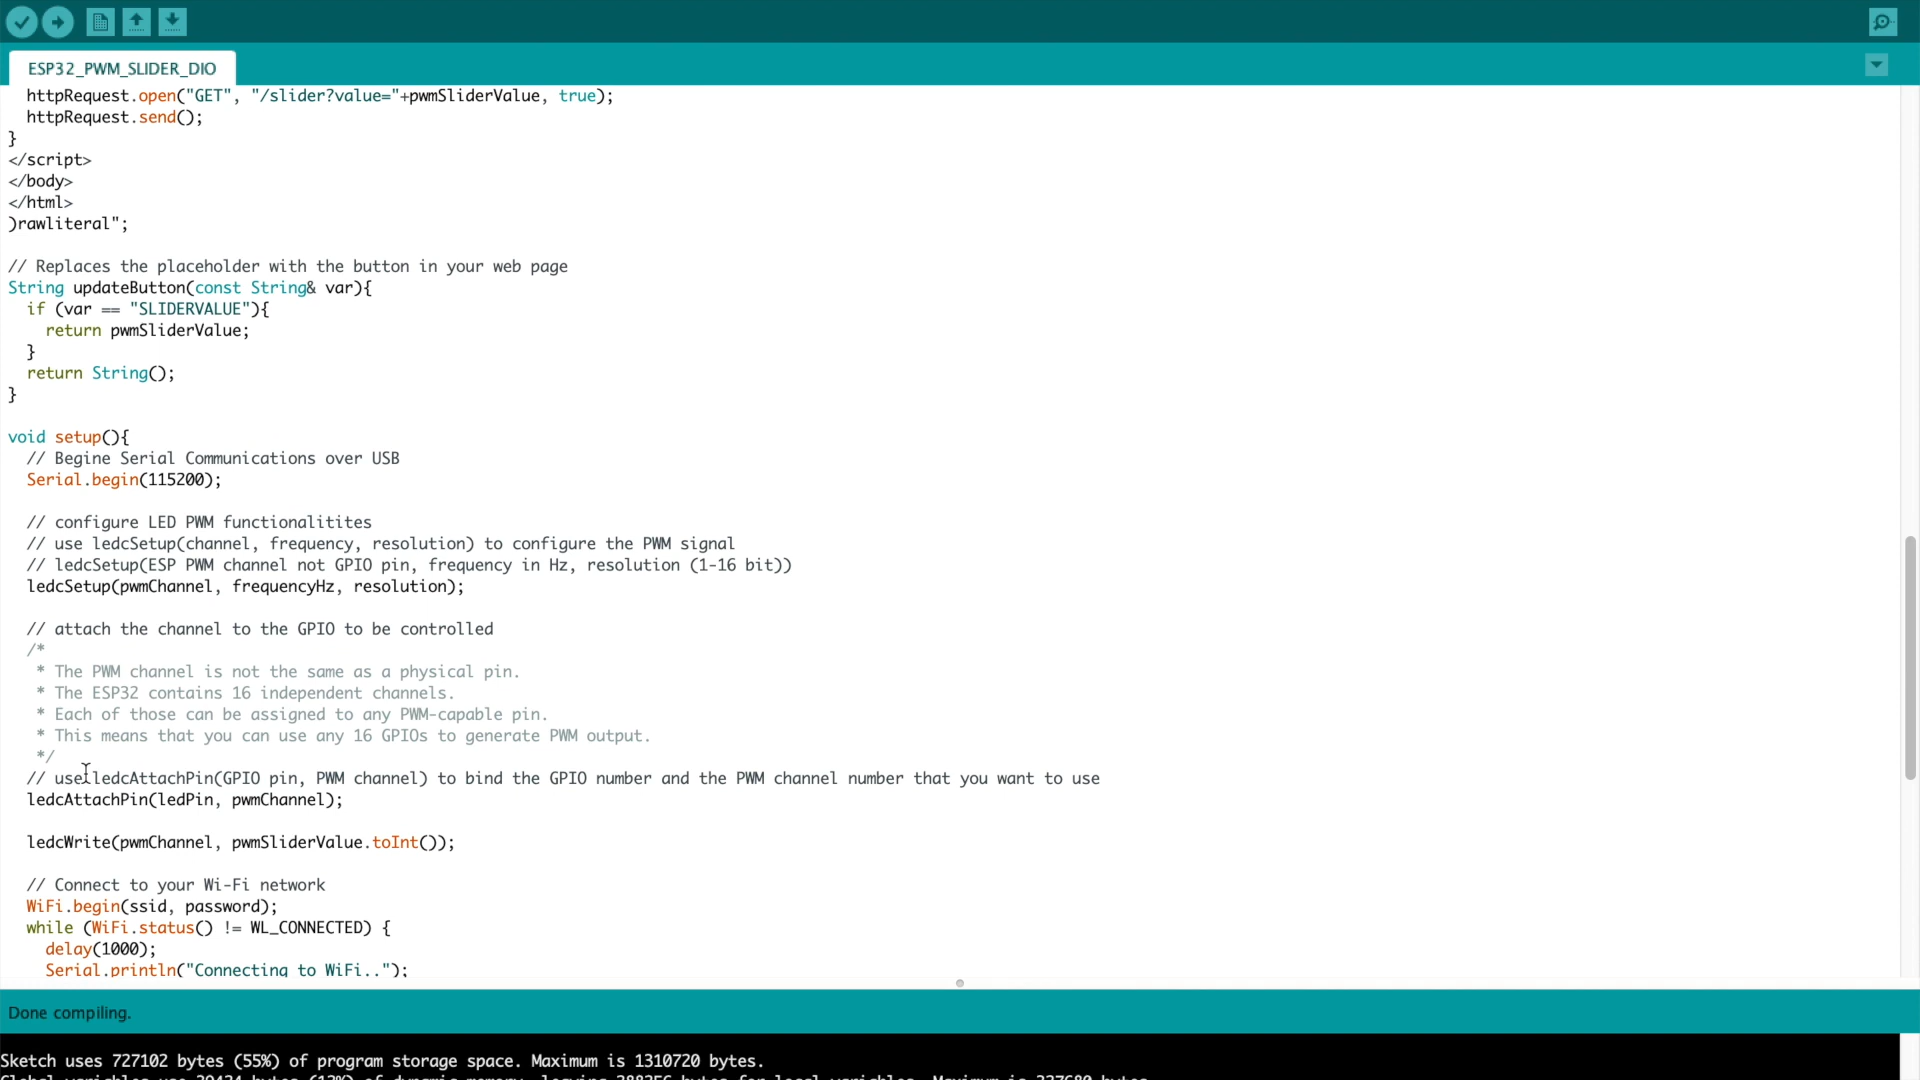 ESP32_PWM_SLIDER_DIO
httpRequest.open("GET", "/slider?value="+pwmSliderValue, true);
httpRequest.send();
}
</script>
</body>
</html>
)rawliteral";
// Replaces the placeholder with the button in your web page
String updateButton(const String& var){
if (var == "SLIDERVALUE"){
return pwmSliderValue;
}
return String();
}
void setup(){
// Begine Serial Communications over USB
Serial.begin(115200);
// configure LED PWM functionalitites
// use ledcSetup(channel, frequency, resolution) to configure the PWM signal
// ledcSetup(ESP PWM channel not GPIO pin, frequency in Hz, resolution (1-16 bit))
ledcSetup(pwmChannel, frequencyHz, resolution);
// attach the channel to the GPIO to be controlled
/*
* The PWM channel is not the same as a physical pin.
* The ESP32 contains 16 independent channels.
* Each of those can be assigned to any PWM-capable pin.
* This means that you can use any 16 GPIOs to generate PWM output.
*/
// use ledcAttachPin(GPIO pin, PWM channel) to bind the GPIO number and the PWM channel number that you want to use
ledcAttachPin(ledPin, pwmChannel);
ledcWrite(pwmChannel, pwmSliderValue.toInt());
// Connect to your Wi-Fi network
WiFi.begin(ssid, password);
while (WiFi.status() != WL_CONNECTED) {
delay(1000);
Serial.println("Connecting to WiFi..");
Done compiling.
Sketch uses 727102 bytes (55%) of program storage space. Maximum is 1310720 bytes.